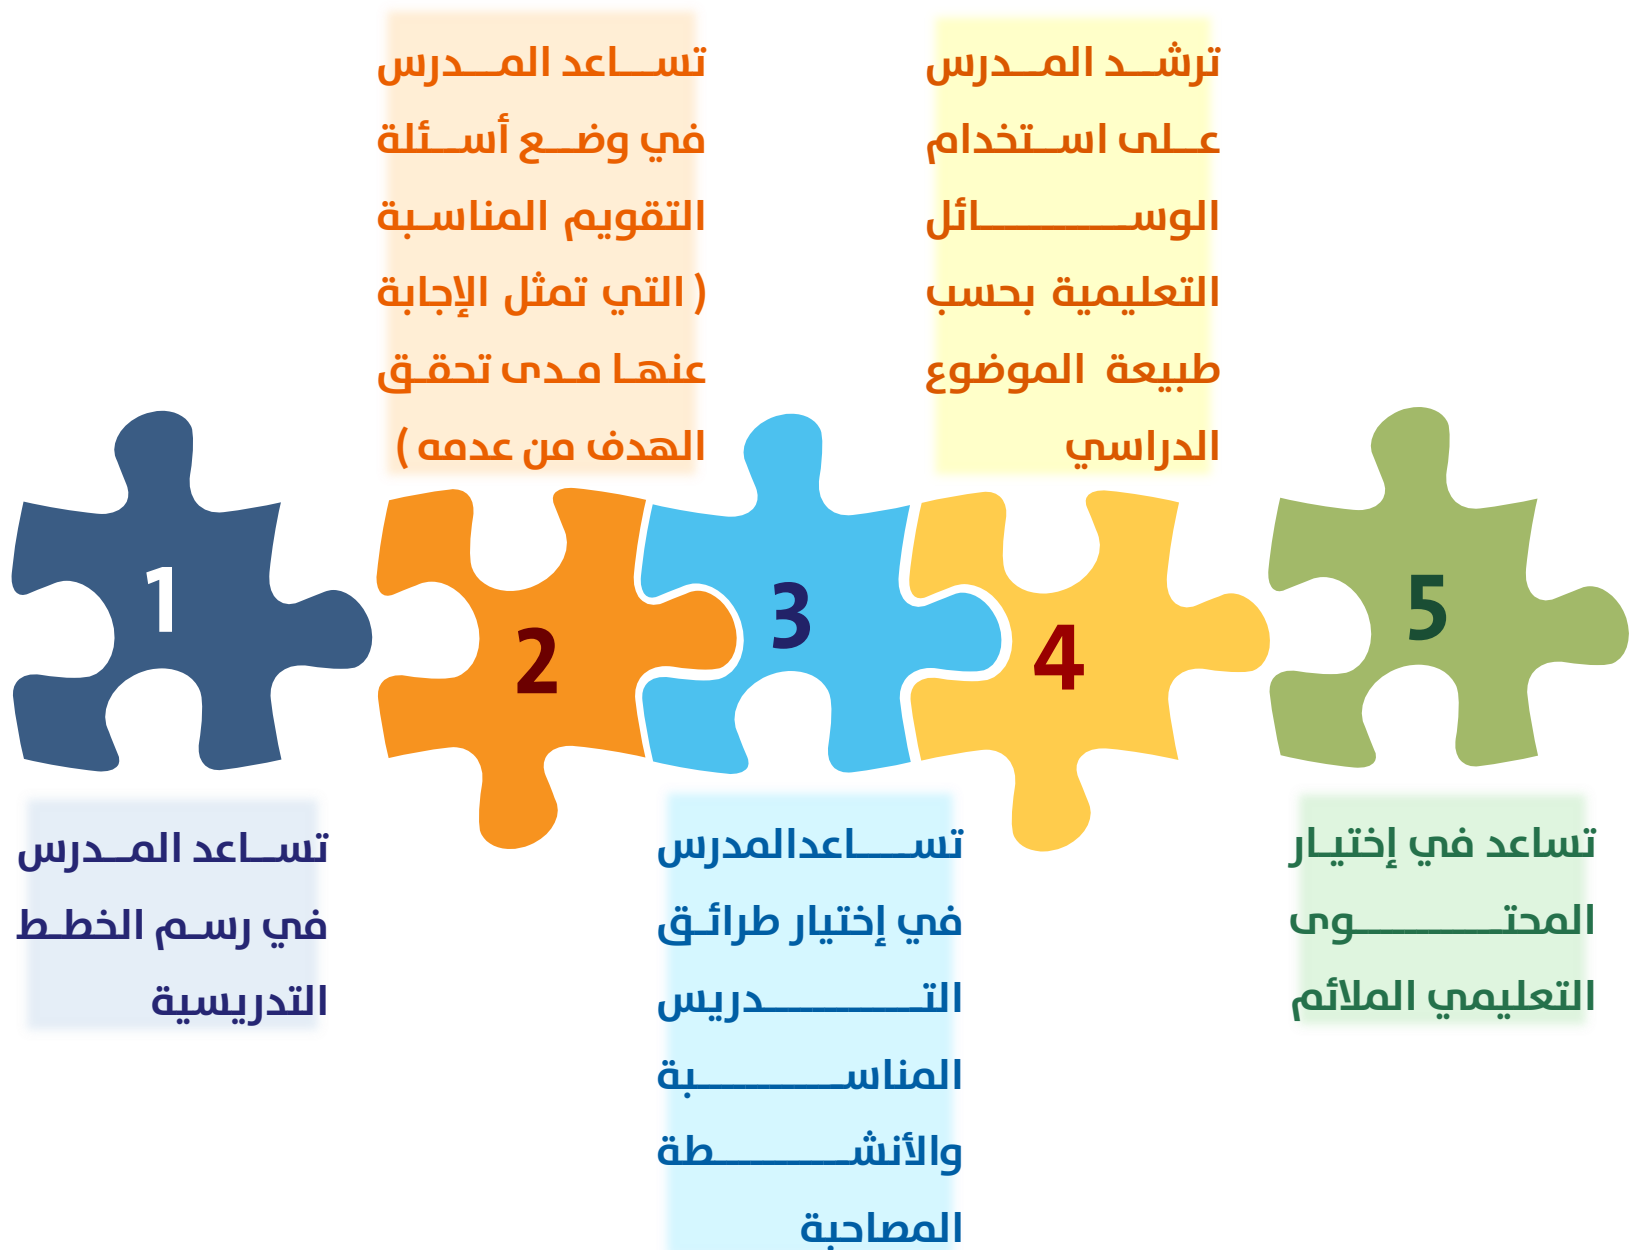 1
تساعد المدرس
في رسم الخطط
التدريسية
2
تساعد المدرس
في وضع أسئلة
التقويم المناسبة
( التي تمثل الإجابة
عنها مدى تحقق
الهدف من عدمه )
3
تساعدالمدرس
في إختيار طرائق
التدريس
المناسبة
والأنشطة
المصاحبة
4
ترشد المدرس
على استخدام
الوسائل
التعليمية بحسب
طبيعة الموضوع
الدراسي
5
تساعد في إختيار
المحتوى
التعليمي الملائم